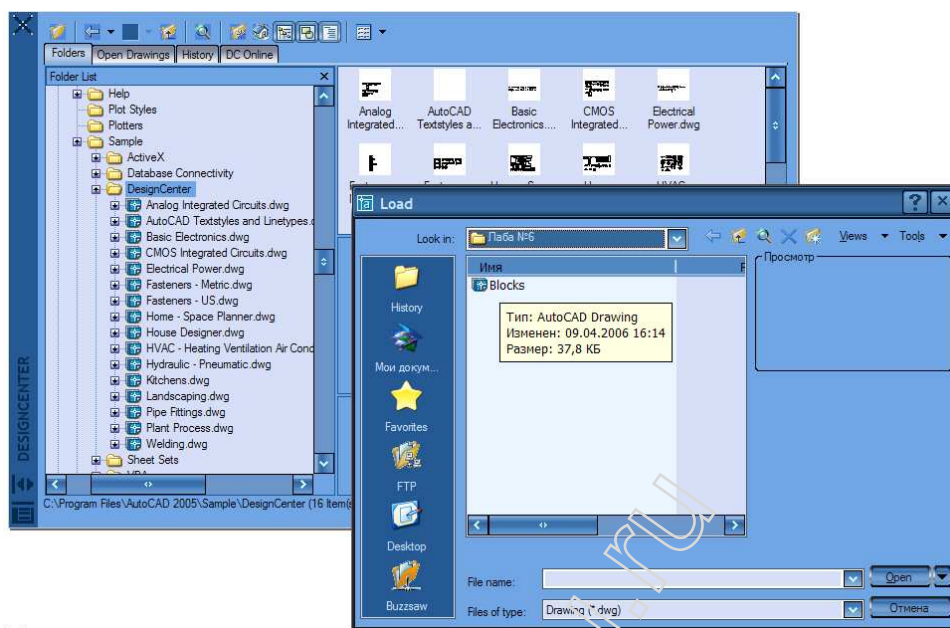 Folders Open Drawings History DC Online
Folder List
Help
Plot Styles
Plotters
Sample
ActiveX
Database Connectivity
DesignCenter
Analog Integrated Circuits.dwg
AutoCAD Textstyles and Linetypes.d
Basic Electronics.dwg
CMOS Integrated Circuits.dwg
Electrical Power.dwg
Fasteners - Metric.dwg
Fasteners - US.dwg
Home - Space Planner.dwg
House Designer.dwg
HVAC - Heating Ventilation Air Cond
Hydraulic - Pneumatic.dwg
Kitchens.dwg
Landscaping.dwg
Pipe Fittings.dwg
Plant Process.dwg
Welding.dwg
Sheet Sets
C:\Program Files\AutoCAD 2005\Sample\DesignCenter (16 Item(s
DESIGNCENTER
Analog Integrated...
AutoCAD Textstyles a...
Basic Electronics....
CMOS Integrated...
Electrical Power.dwg
Load
Look in: Лаба №6
Views Tools
History
Мои докум...
Favorites
FTP
Desktop
Buzzsaw
Имя
Blocks
Тип: AutoCAD Drawing
Изменен: 09.04.2006 16:14
Размер: 37,8 КБ
Просмотр
File name:
Open
Files of type: Drawing (*.dwg)
Отмена